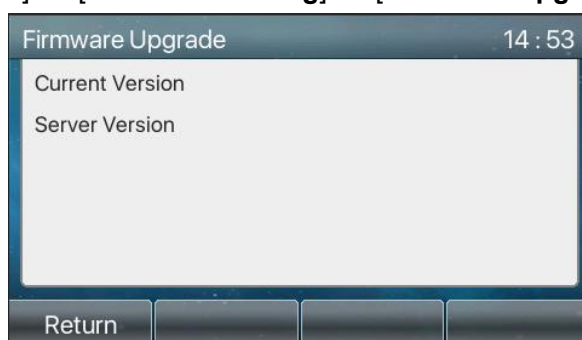 Firmware Upgrade 14 : 53
Current Version
Server Version
Return